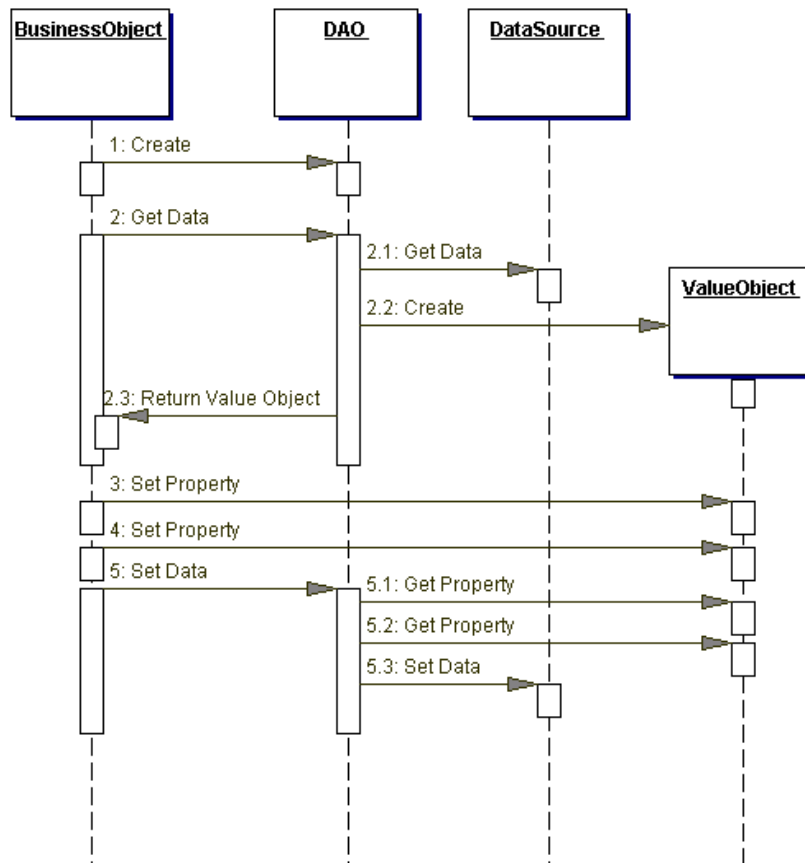 BusinessObject
DAO
DataSource
1: Create
2: Get Data
2.1: Get Data
ValueObject
2.2: Create
2.3: Return Value Object
3: Set Property
4: Set Property
5: Set Data
5.1: Get Property
5.2: Get Property
5.3: Set Data